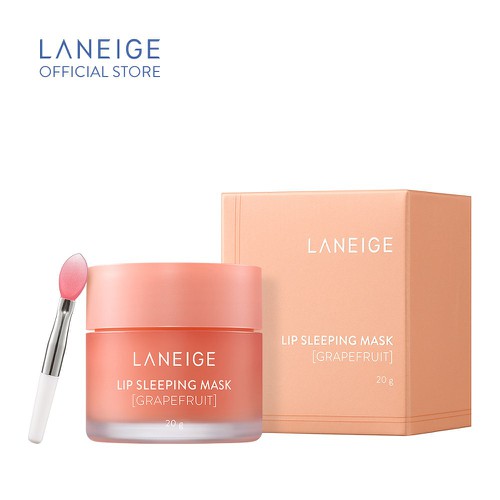 LANEIGE
OFFICIAL STORE
LANEIGE
LIP SLEEPING MASK
[GRAPEFRUIT]
20 g
LANEIGE
LIP SLEEPING MASK
[GRAPEFRUIT]
20 g